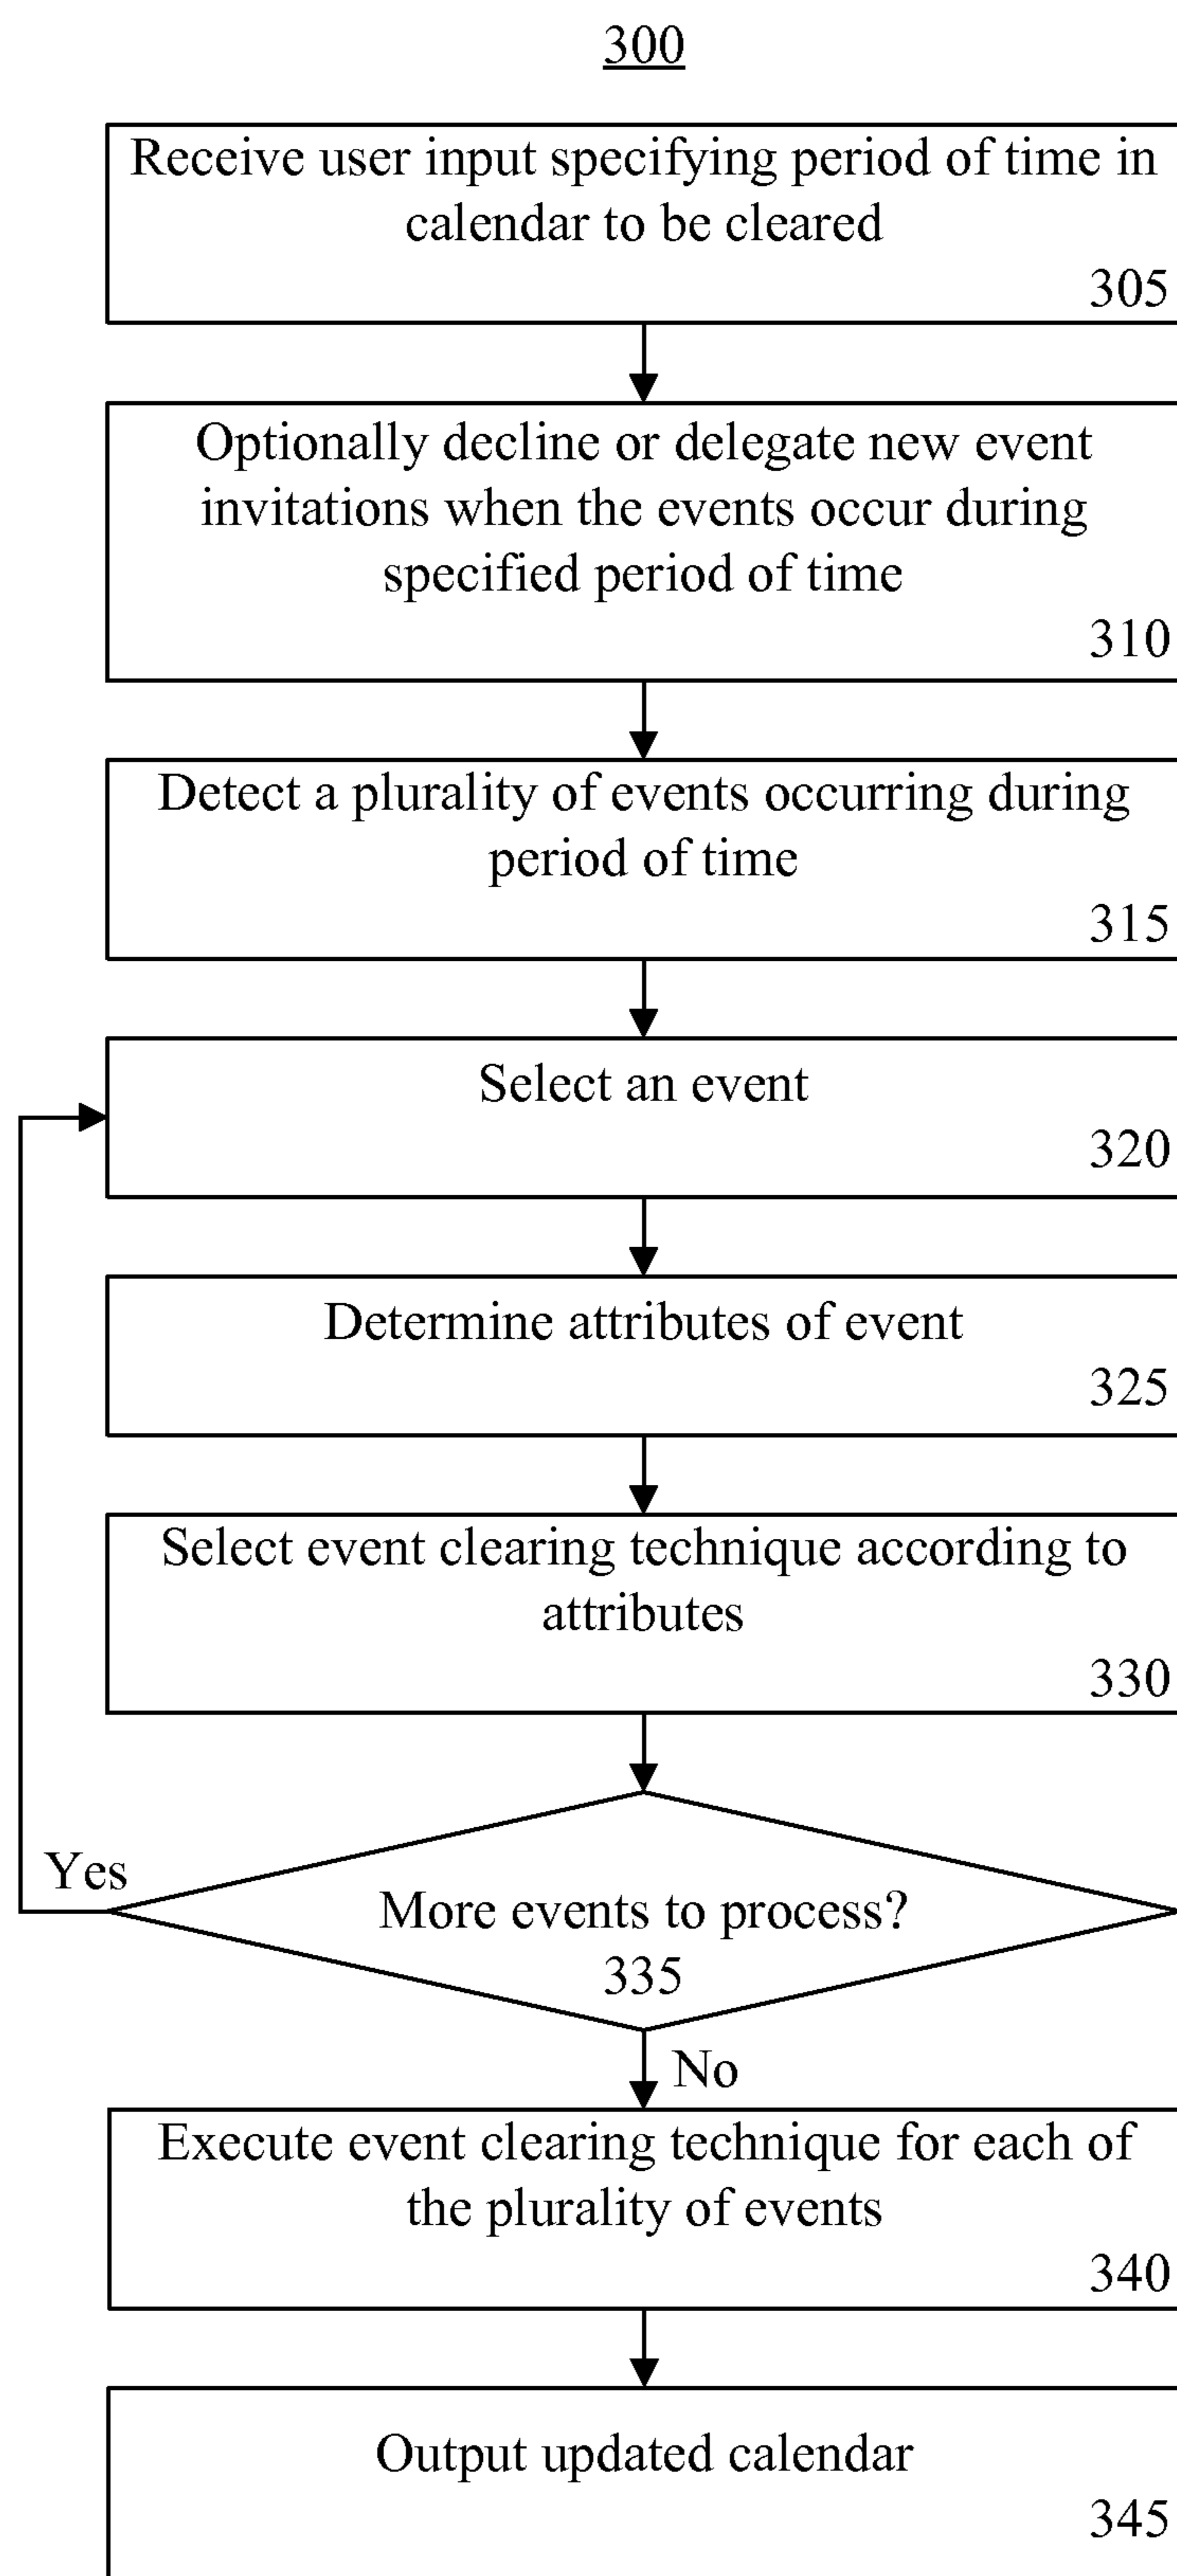 300
Receive user input specifying period of time in
calendar to be cleared
305
Optionally decline or delegate new event
invitations when the events occur during
specified period of time
310
Detect a plurality of events occurring during
period of time
315
Select an event
320
Determine attributes of event
325
Select event clearing technique according to
attributes
330
Yes
More events to process?
335
No
Execute event clearing technique for each of
the plurality of events
340
Output updated calendar
345